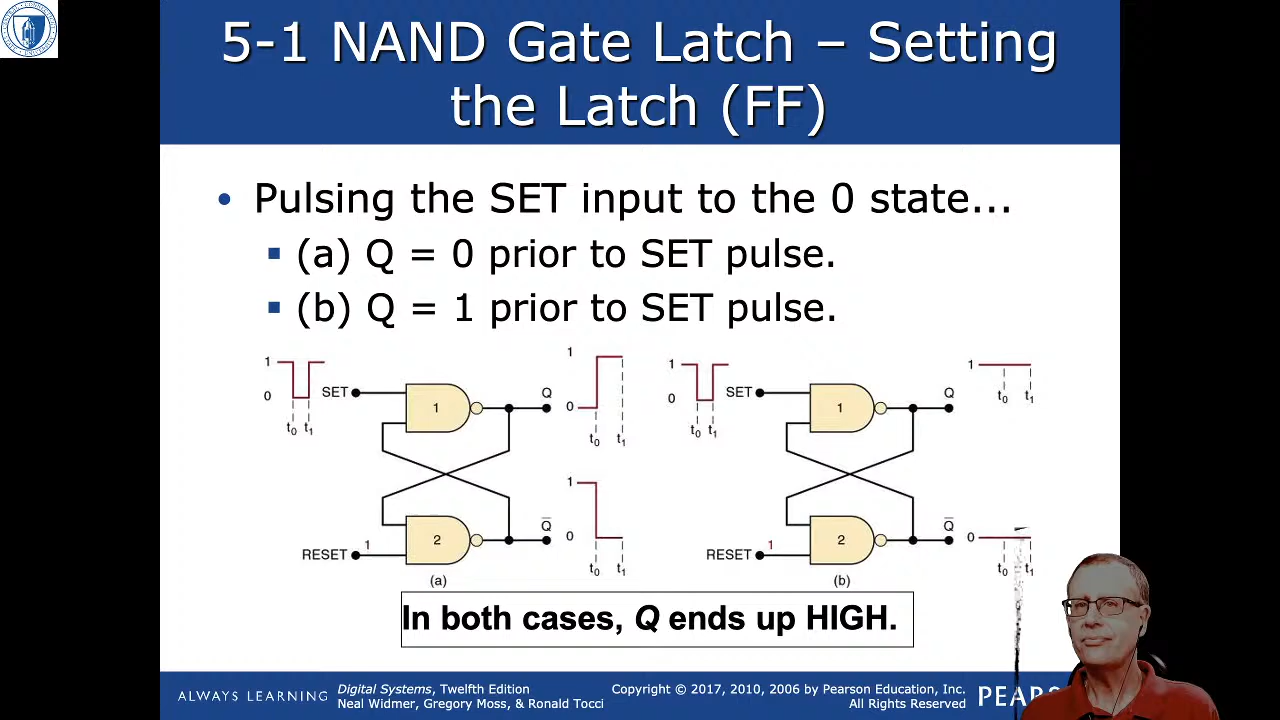 5-1 NAND Gate Latch – Setting
the Latch (FF)
• Pulsing the SET input to the 0 state...
▪ (a) Q = 0 prior to SET pulse.
▪ (b) Q = 1 prior to SET pulse.
1
0
t0 t1
SET
1
Q
1
0
t0 t1
RESET
1
2
Q̅
1
0
t0 t1
(a)
1
0
t0 t1
SET
1
Q
1
t0 t1
RESET
1
2
Q̅
0
t0 t1
(b)
In both cases, Q ends up HIGH.
ALWAYS LEARNING
Digital Systems, Twelfth Edition
Neal Widmer, Gregory Moss, & Ronald Tocci
Copyright © 2017, 2010, 2006 by Pearson Education, Inc.
All Rights Reserved